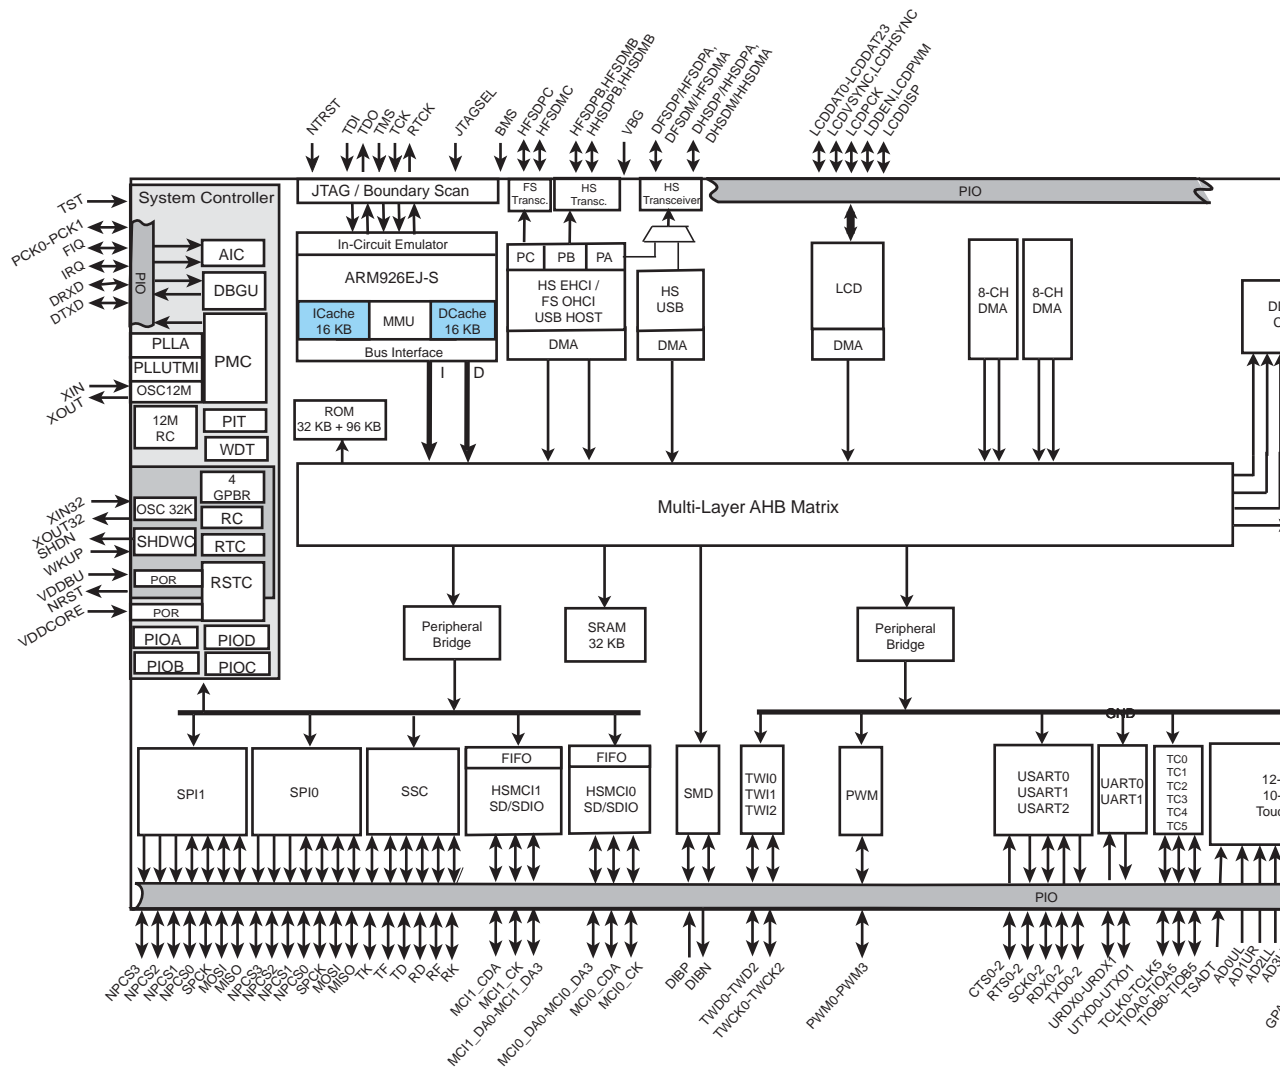 NTRST
TDI
TDO
TMS
TCK
RTCK
JTAGSEL
BMS
HFSDPC
HFSDMC
HFSDPB,HFSDMB
HHSDPB,HHSDMB
VBG
DFSDP/HFSDPA,
DFSDM/HFSDMA
DHSDP/HHSDPA,
DHSDM/HHSDMA
LCDDAT0-LCDDAT23
LCDVSYNC,LCDHSYNC
LCDPCK
LDDEN,LCDPWM
LCDDISP
TST
PCK0-PCK1
FIQ
IRQ
DRXD
DTXD
XIN
XOUT
XIN32
XOUT32
SHDN
WKUP
VDDBU
NRST
VDDCORE
System Controller
PIO
AIC
DBGU
PLLA
PLLUTMI
OSC12M
PMC
12M
RC
PIT
WDT
4
GPBR
OSC 32K
RC
SHDWC
RTC
POR
RSTC
POR
PIOA
PIOD
PIOB
PIOC
JTAG / Boundary Scan
In-Circuit Emulator
ARM926EJ-S
ICache
16 KB
MMU
DCache
16 KB
Bus Interface
I
D
FS
Transc.
HS
Transc.
HS
Transceiver
PIO
PC
PB
PA
HS EHCI /
FS OHCI
USB HOST
DMA
HS
USB
DMA
LCD
DMA
8-CH
DMA
8-CH
DMA
ROM
32 KB + 96 KB
Multi-Layer AHB Matrix
Peripheral
Bridge
SRAM
32 KB
Peripheral
Bridge
GND
SPI1
SPI0
SSC
FIFO
HSMCI1
SD/SDIO
FIFO
HSMCI0
SD/SDIO
SMD
TWI0
TWI1
TWI2
PWM
USART0
USART1
USART2
UART0
UART1
TC0
TC1
TC2
TC3
TC4
TC5
12-
10-
Touc
PIO
NPCS3
NPCS2
NPCS1
NPCS0
SPCK
MOSI
MISO
NPCS3
NPCS2
NPCS1
NPCS0
SPCK
MOSI
MISO
TK
TF
TD
RD
RF
RK
MCI1_CDA
MCI1_CK
MCI1_DA0-MCI1_DA3
MCI0_DA0-MCI0_DA3
MCI0_CDA
MCI0_CK
DIBP
DIBN
TWD0-TWD2
TWCK0-TWCK2
PWM0-PWM3
CTS0-2
RTS0-2
SCK0-2
RDX0-2
TXD0-2
URDX0-URDX1
UTXD0-UTXD1
TCLK0-TCLK5
TIOA0-TIOA5
TIOB0-TIOB5
TSADT
AD0UL
AD1UR
AD2LL